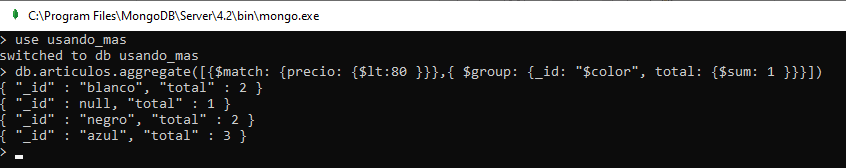 C:\Program Files\MongoDB\Server\4.2\bin\mongo.exe
> use usando_mas
switched to db usando_mas
> db.articulos.aggregate([{$match: {precio: {$lt:80 }}},{ $group: {_id: "$color", total: {$sum: 1 }}}])
{ "_id" : "blanco", "total" : 2 }
{ "_id" : null, "total" : 1 }
{ "_id" : "negro", "total" : 2 }
{ "_id" : "azul", "total" : 3 }
>